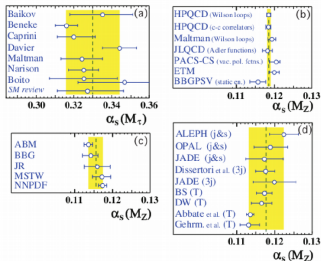 (a)
Baikov
Beneke
Caprini
Davier
Maltman
Narison
Boito
SM review
0.30 0.32 0.34 0.36
αs(Mτ)
(b)
HPQCD (Wilson loops)
HPQCD (c-c correlators)
Maltman (Wilson loops)
JLQCD (Adler functions)
PACS-CS (vac. pol. fctns.)
ETM
BBGPSV (static en.)
0.11 0.12 0.13
αs(MZ)
(c)
ABM
BBG
JR
MSTW
NNPDF
0.11 0.12 0.13
αs(MZ)
(d)
ALEPH (j&s)
OPAL (j&s)
JADE (j&s)
Dissertori et al. (3j)
JADE (3j)
BS (T)
DW (T)
Abbate et al. (T)
Gehrm. et al. (T)
0.11 0.12 0.13
αs(MZ)